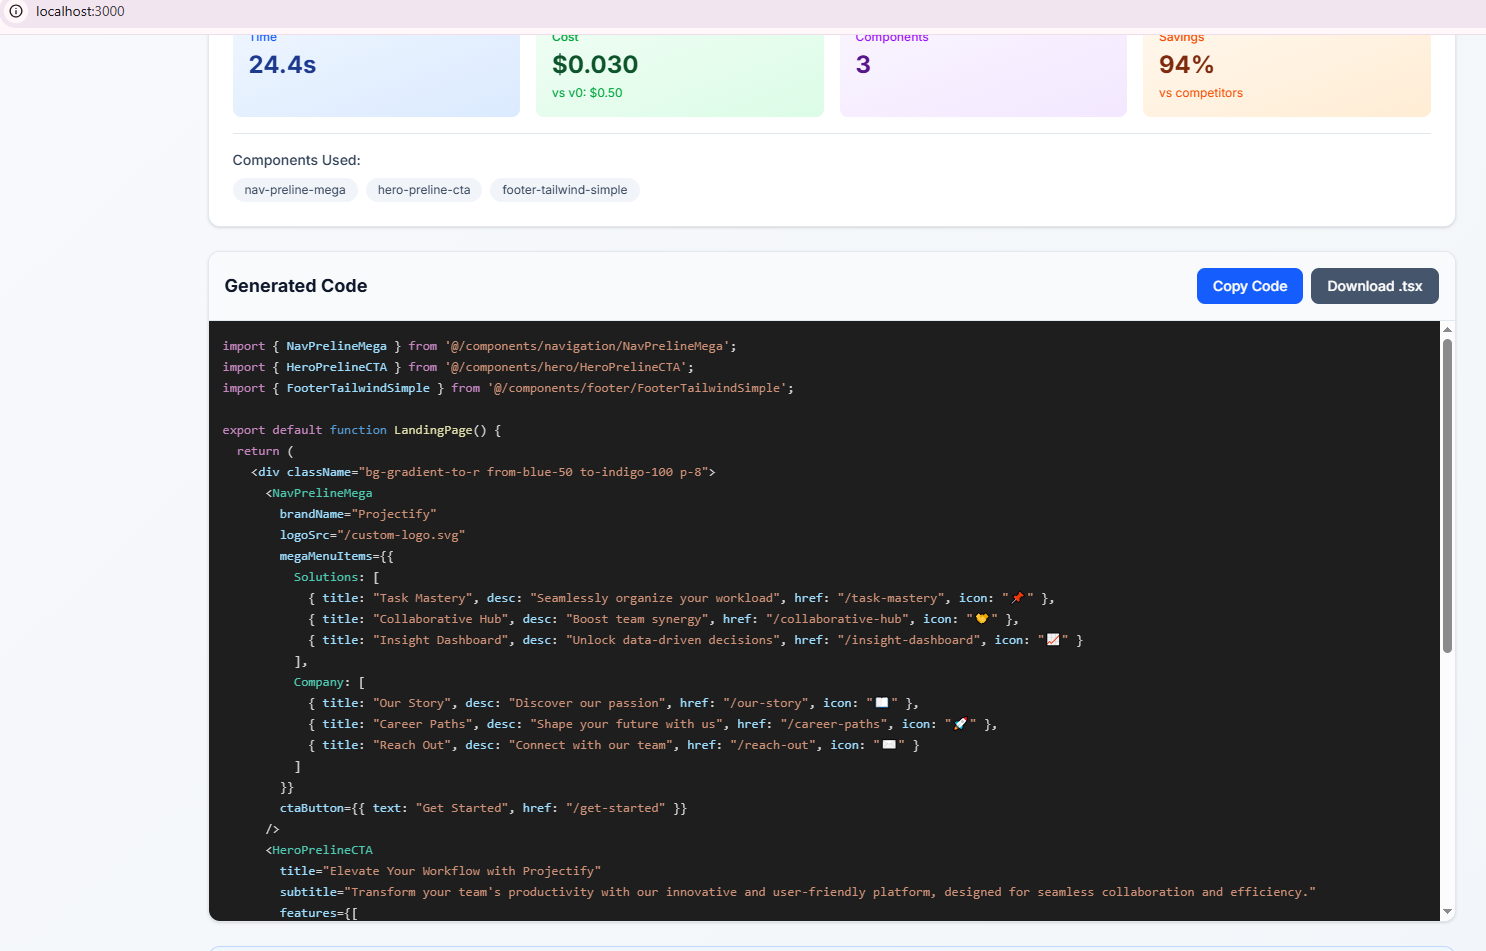 localhost:3000
Time
24.4s
Cost
$0.030
vs v0: $0.50
Components
3
Savings
94%
vs competitors
Components Used:
nav-preline-mega
hero-preline-cta
footer-tailwind-simple
Generated Code
Copy Code
Download .tsx
import { NavPrelineMega } from '@/components/navigation/NavPrelineMega';
import { HeroPrelineCTA } from '@/components/hero/HeroPrelineCTA';
import { FooterTailwindSimple } from '@/components/footer/FooterTailwindSimple';
export default function LandingPage() {
return (
<div className="bg-gradient-to-r from-blue-50 to-indigo-100 p-8">
<NavPrelineMega
brandName="Projectify"
logoSrc="/custom-logo.svg"
megaMenuItems={{
Solutions: [
{ title: "Task Mastery", desc: "Seamlessly organize your workload", href: "/task-mastery", icon: "📌" },
{ title: "Collaborative Hub", desc: "Boost team synergy", href: "/collaborative-hub", icon: "🤝" },
{ title: "Insight Dashboard", desc: "Unlock data-driven decisions", href: "/insight-dashboard", icon: "📈" }
],
Company: [
{ title: "Our Story", desc: "Discover our passion", href: "/our-story", icon: "📖" },
{ title: "Career Paths", desc: "Shape your future with us", href: "/career-paths", icon: "🚀" },
{ title: "Reach Out", desc: "Connect with our team", href: "/reach-out", icon: "✉️" }
]
}}
ctaButton={{ text: "Get Started", href: "/get-started" }}
/>
<HeroPrelineCTA
title="Elevate Your Workflow with Projectify"
subtitle="Transform your team's productivity with our innovative and user-friendly platform, designed for seamless collaboration and efficiency."
features={[